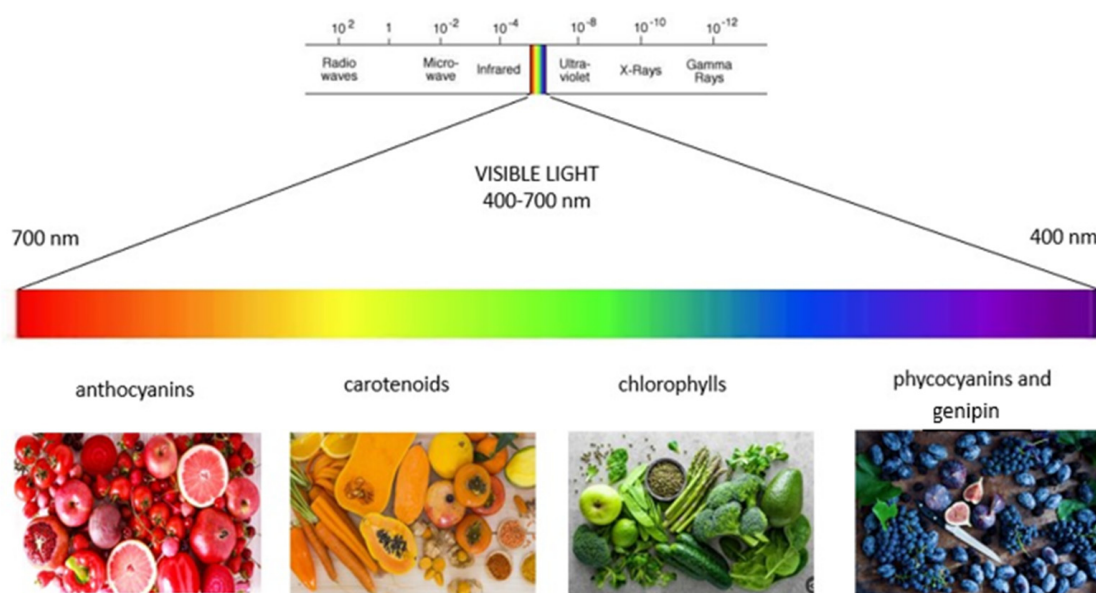 10² 1 10⁻² 10⁻⁴ 10⁻⁸ 10⁻¹⁰ 10⁻¹²
Radio waves Micro-wave Infrared Ultra-violet X-Rays Gamma Rays
VISIBLE LIGHT
400-700 nm
700 nm 400 nm
anthocyanins carotenoids chlorophylls phycocyanins and
genipin